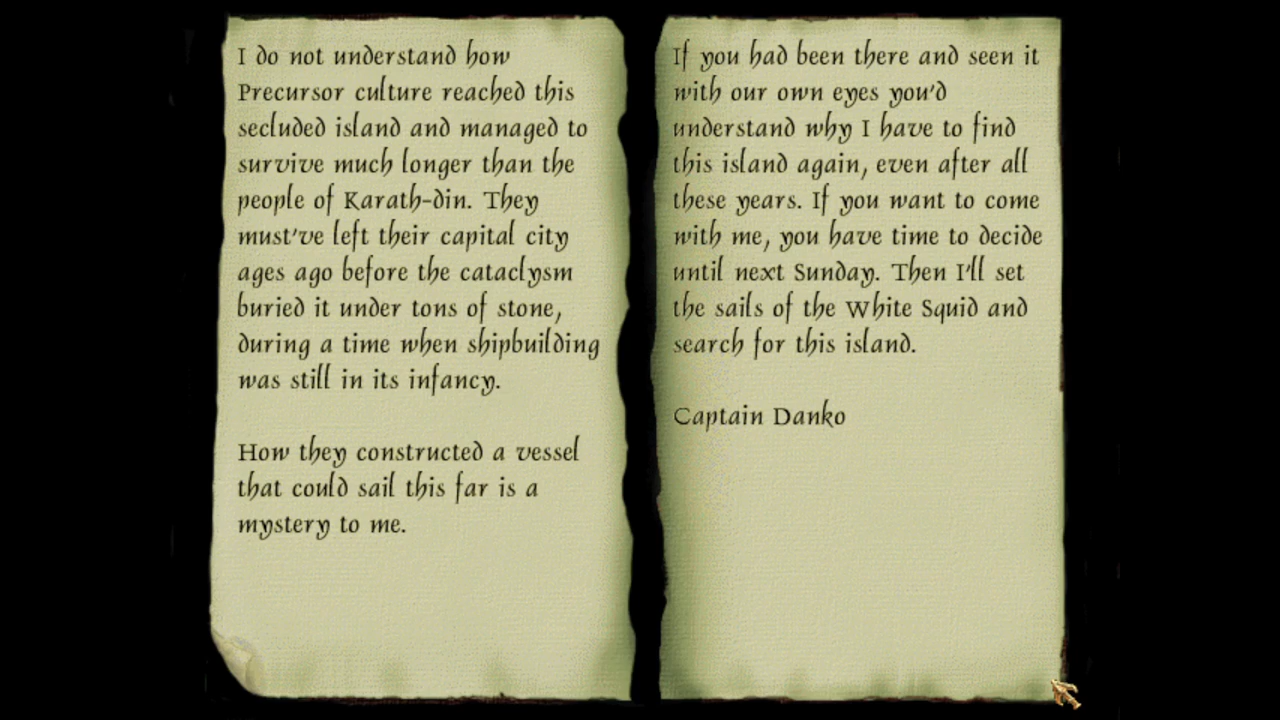 I do not understand how
Precursor culture reached this
secluded island and managed to
survive much longer than the
people of Karath-din. They
must've left their capital city
ages ago before the cataclysm
buried it under tons of stone,
during a time when shipbuilding
was still in its infancy.
How they constructed a vessel
that could sail this far is a
mystery to me.
If you had been there and seen it
with our own eyes you'd
understand why I have to find
this island again, even after all
these years. If you want to come
with me, you have time to decide
until next Sunday. Then I'll set
the sails of the White Squid and
search for this island.
Captain Danko